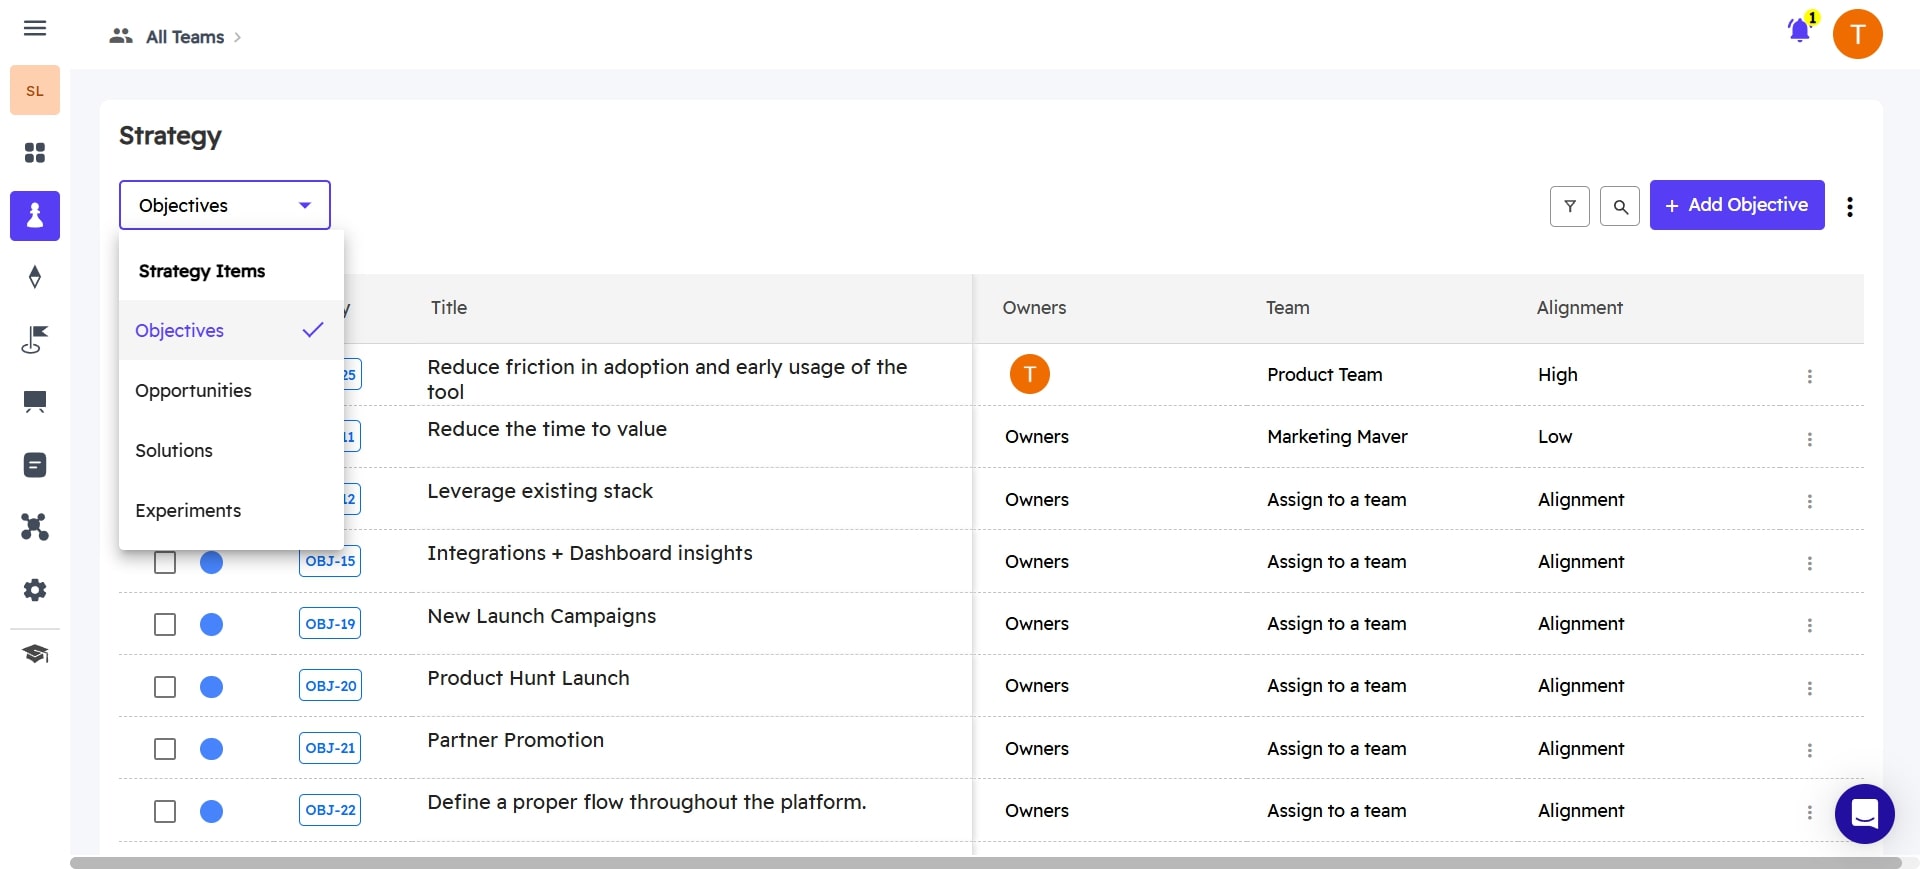 All Teams
1
T
SL
Strategy
Objectives
+ Add Objective
Strategy Items
Objectives
Opportunities
Solutions
Experiments
y Title Owners Team Alignment
25 Reduce friction in adoption and early usage of the
tool
T Product Team High
11 Reduce the time to value Owners Marketing Maver Low
12 Leverage existing stack Owners Assign to a team Alignment
OBJ-15 Integrations + Dashboard insights Owners Assign to a team Alignment
OBJ-19 New Launch Campaigns Owners Assign to a team Alignment
OBJ-20 Product Hunt Launch Owners Assign to a team Alignment
OBJ-21 Partner Promotion Owners Assign to a team Alignment
OBJ-22 Define a proper flow throughout the platform. Owners Assign to a team Alignment